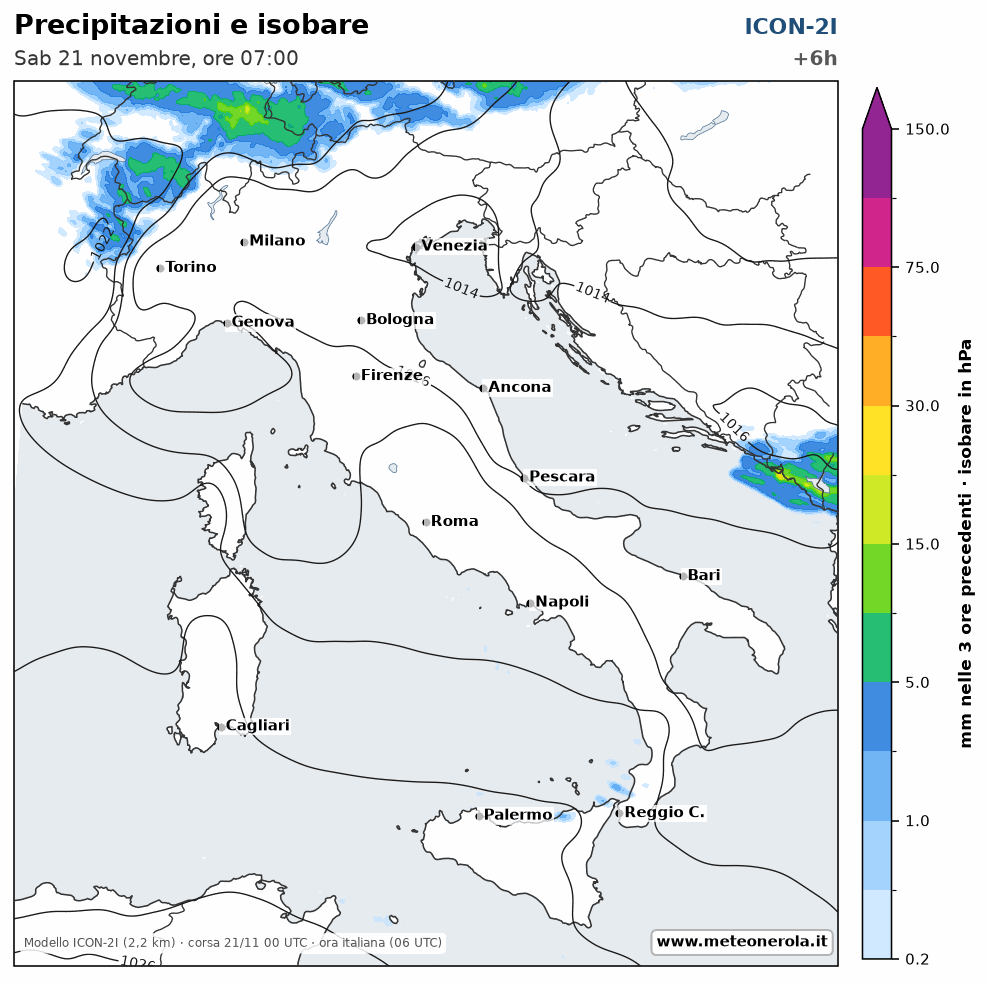 Precipitazioni e isobare
ICON-2I
Sab 21 novembre, ore 07:00
+6h
150.0
75.0
30.0
15.0
5.0
1.0
0.2
mm nelle 3 ore precedenti · isobare in hPa
1022
Milano
Venezia
Torino
1014
1014
Genova
Bologna
Firenze
Ancona
1016
Pescara
Roma
Bari
Napoli
Cagliari
Palermo
Reggio C.
Modello ICON-2I (2,2 km) · corsa 21/11 00 UTC · ora italiana (06 UTC)
www.meteonerola.it